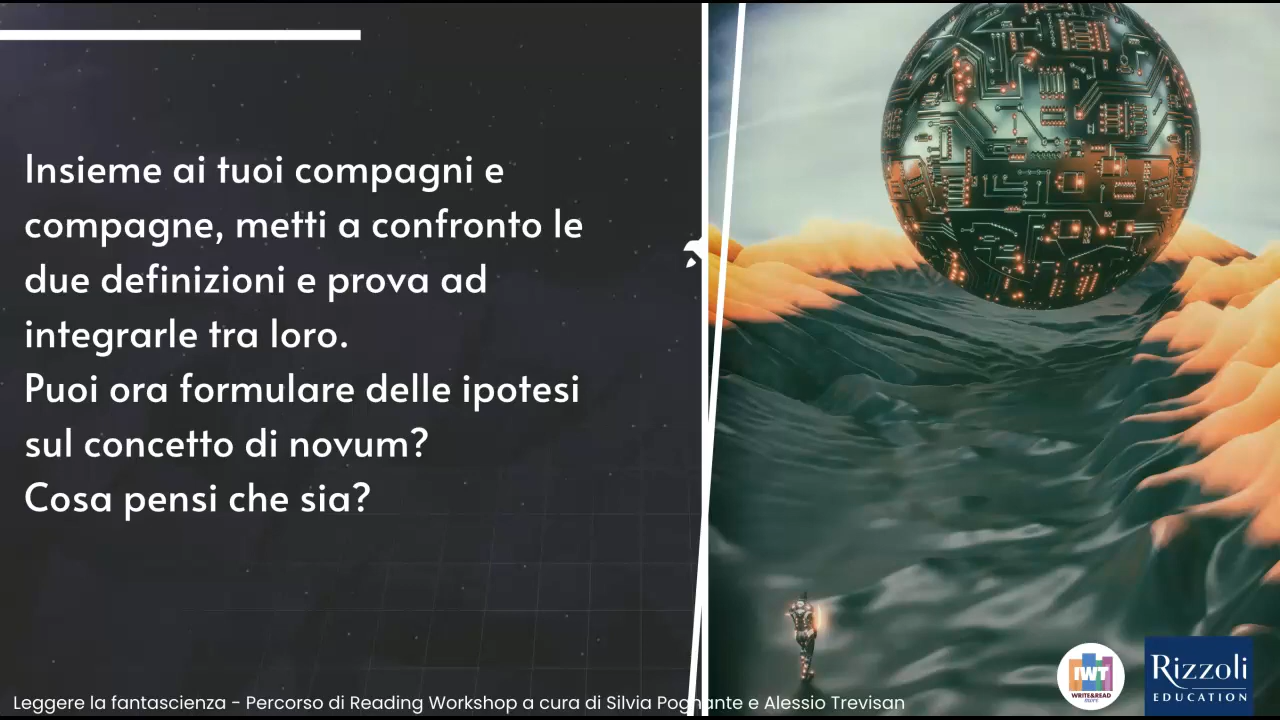 Insieme ai tuoi compagni e
compagne, metti a confronto le
due definizioni e prova ad
integrarle tra loro.
Puoi ora formulare delle ipotesi
sul concetto di novum?
Cosa pensi che sia?
IWT
WRITE&READ
more
Rizzoli
EDUCATION
Leggere la fantascienza - Percorso di Reading Workshop a cura di Silvia Pognante e Alessio Trevisan